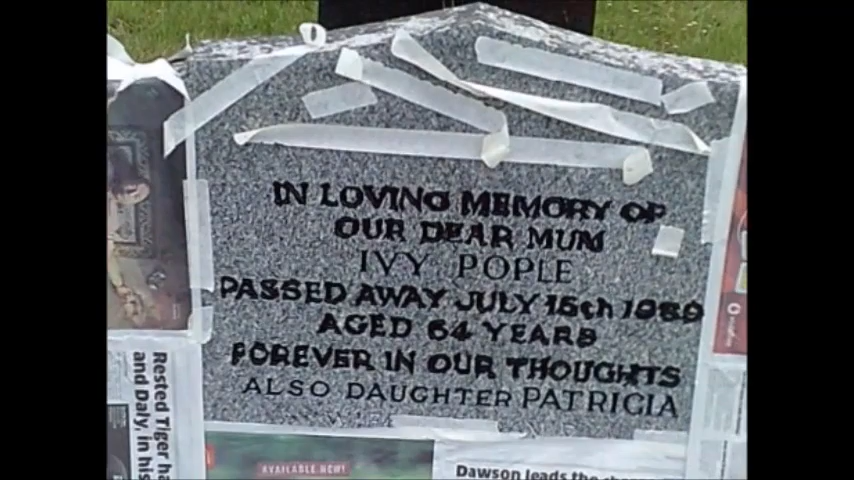 IN LOVING MEMORY OF
OUR DEAR MUM
IVY POPLE
PASSED AWAY JULY 15th 1989
AGED 64 YEARS
FOREVER IN OUR THOUGHTS
ALSO DAUGHTER PATRICIA
Rested Tiger
and Daly, in his
AVAILABLE NOW!
Dawson leads the